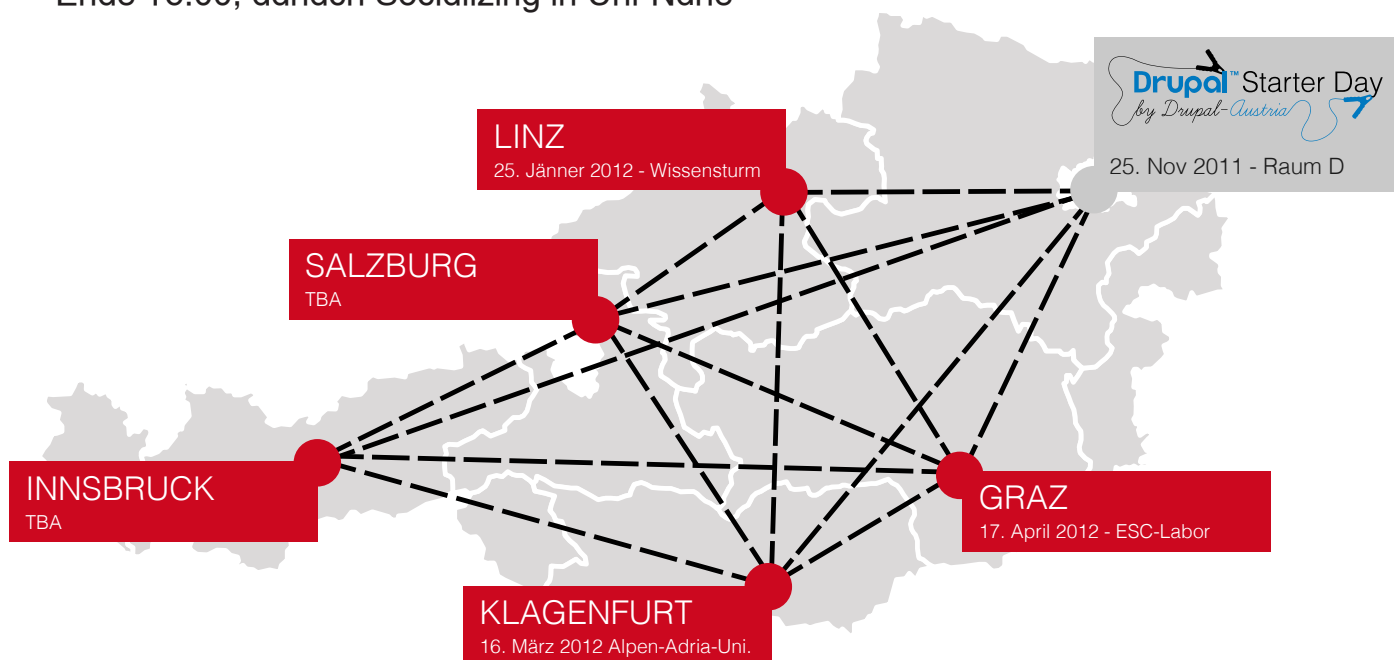 Drupal™ Starter Day
by Drupal-Austria
25. Nov 2011 - Raum D
LINZ
25. Jänner 2012 - Wissensturm
SALZBURG
TBA
INNSBRUCK
TBA
GRAZ
17. April 2012 - ESC-Labor
KLAGENFURT
16. März 2012 Alpen-Adria-Uni.